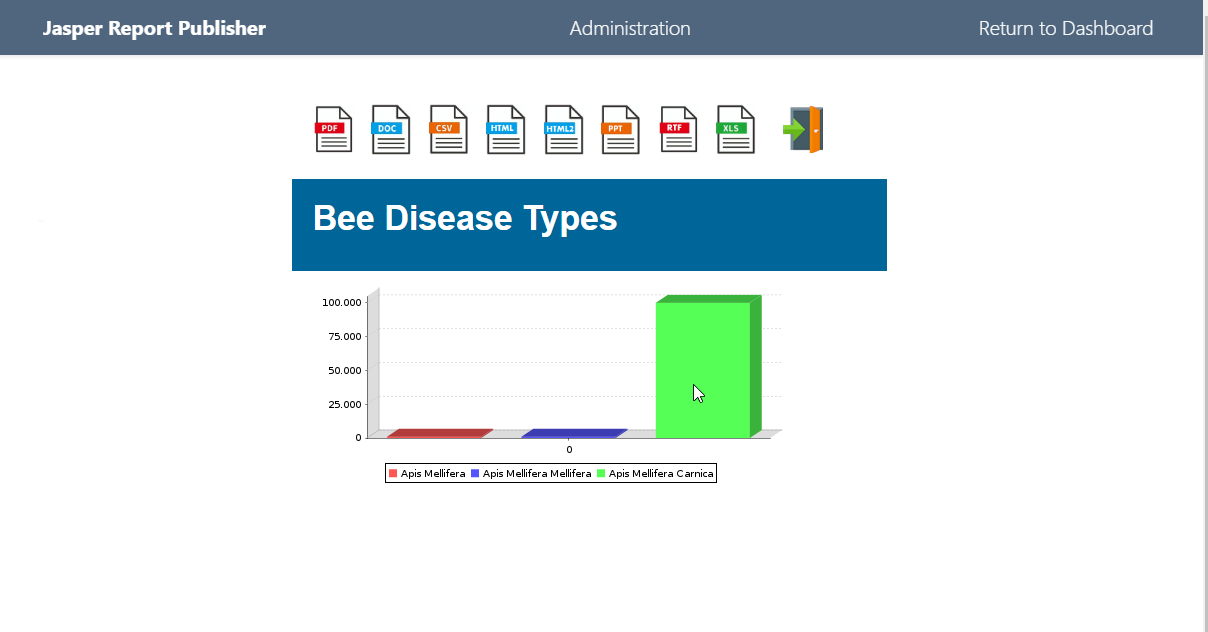 Jasper Report Publisher Administration Return to Dashboard
PDF DOC CSV HTML HTML2 PPT RTF XLS
Bee Disease Types
100.000
75.000
50.000
25.000
0
0
Apis Mellifera Apis Mellifera Mellifera Apis Mellifera Carnica